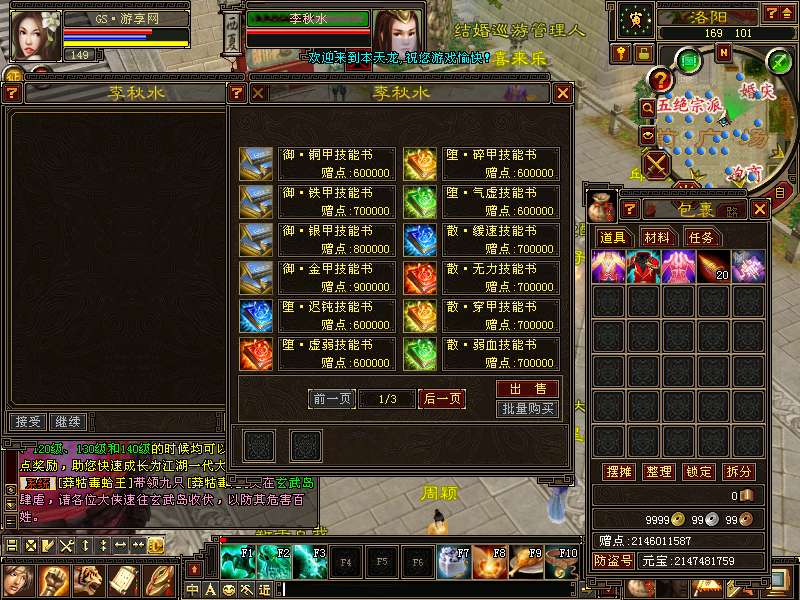 GS·游享网
149
西夏
李秋水
结婚巡游管理人
喜来乐
欢迎来到本天龙,祝您游戏愉快!
洛阳
169 101
N
五绝宗派
婚庆
李秋水
李秋水
御·铜甲技能书
赠点:600000
堕·碎甲技能书
赠点:600000
御·铁甲技能书
赠点:700000
堕·气虚技能书
赠点:600000
御·银甲技能书
赠点:800000
散·缓速技能书
赠点:700000
御·金甲技能书
赠点:900000
散·无力技能书
赠点:700000
堕·迟钝技能书
赠点:600000
散·穿甲技能书
赠点:700000
堕·虚弱技能书
赠点:600000
散·弱血技能书
赠点:700000
前一页
1/3
后一页
出 售
批量购买
接受
继续
包裹
道具
材料
任务
20
摆摊
整理
锁定
拆分
0
9999 99 99
赠点:2146011587
防盗号
元宝:2147481759
120级、130级和140级的时候均可以
点奖励,助您快速成长为江湖一代大
[莽牯毒蛤王]带领九只[莽牯毒
只在玄武岛
肆虐,请各位大侠速往玄武岛收伏,以防其危害百
姓。
周颖
F1
F2
F3
F4
F5
F6
F7
F8
F9
F10
中
近
自